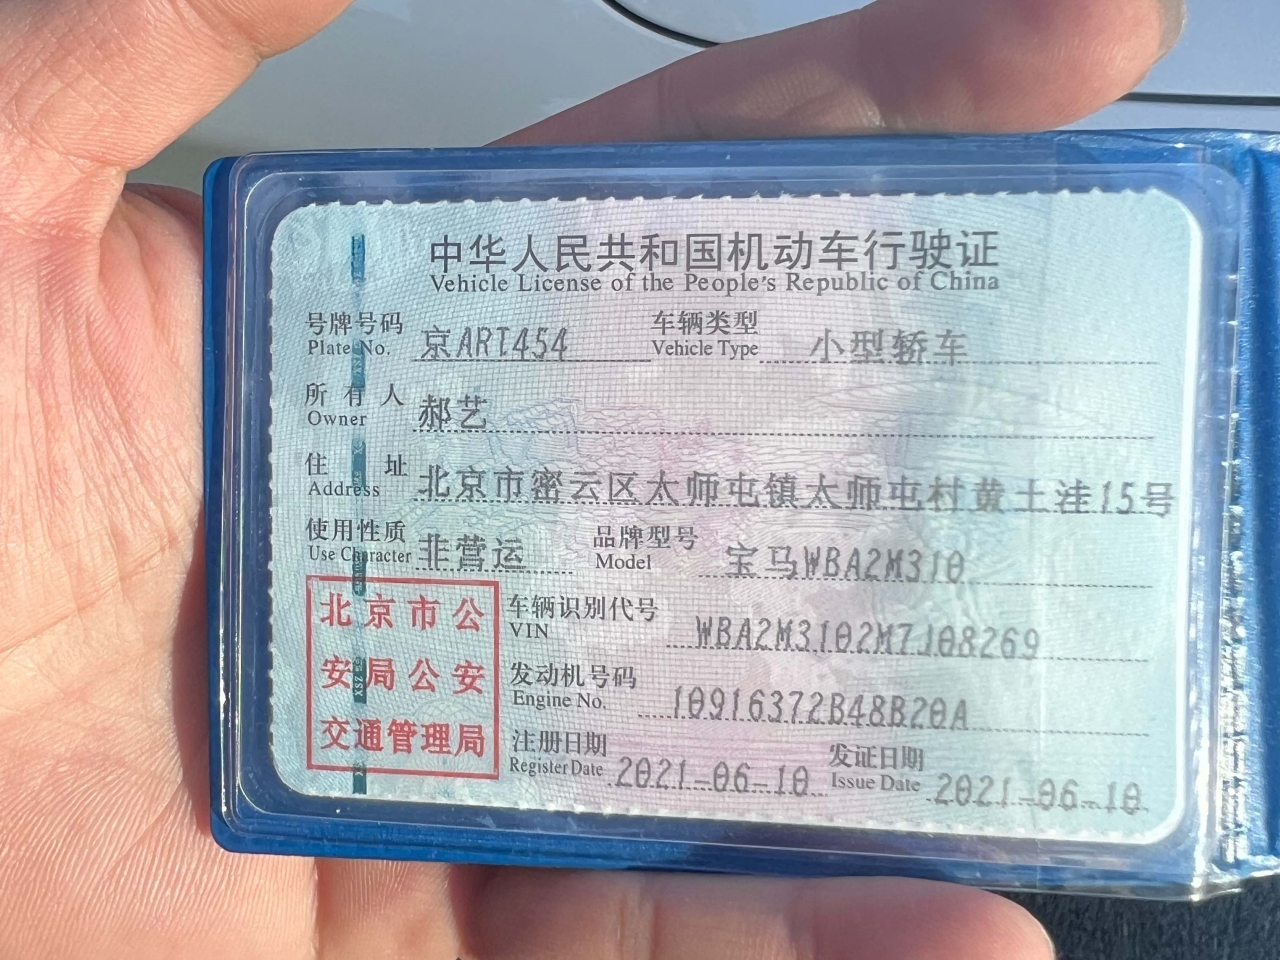 中华人民共和国机动车行驶证
Vehicle License of the People's Republic of China
号牌号码 京ART454 车辆类型 小型轿车
Plate No. Vehicle Type
所有人 郝艺
Owner
住址 北京市密云区太师屯镇太师屯村黄土洼15号
Address
使用性质 非营运 品牌型号 宝马WBA2M310
Use Character Model
北京市公
安局公安
交通管理局
车辆识别代号 WBA2M3102M7J08269
VIN
发动机号码 10916372B48B20A
Engine No.
注册日期 2021-06-10 发证日期 2021-06-10
Register Date Issue Date